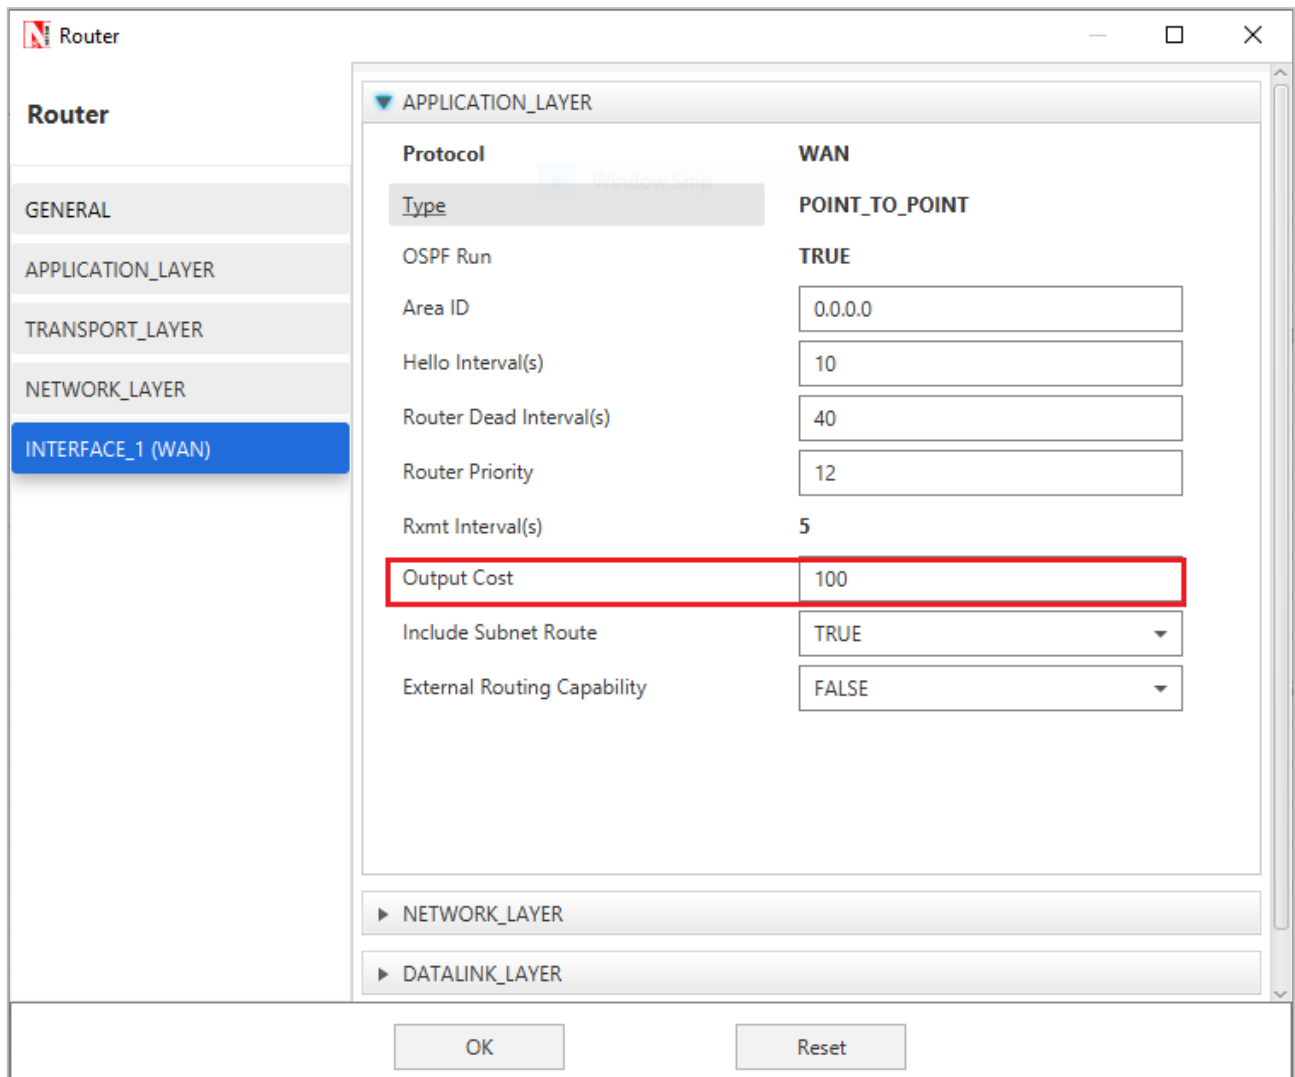 Router
Router
GENERAL
APPLICATION_LAYER
TRANSPORT_LAYER
NETWORK_LAYER
INTERFACE_1 (WAN)
APPLICATION_LAYER
Protocol WAN
Window Snip
Type POINT_TO_POINT
OSPF Run TRUE
Area ID 0.0.0.0
Hello Interval(s) 10
Router Dead Interval(s) 40
Router Priority 12
Rxmt Interval(s) 5
Output Cost 100
Include Subnet Route TRUE
External Routing Capability FALSE
NETWORK_LAYER
DATALINK_LAYER
OK Reset